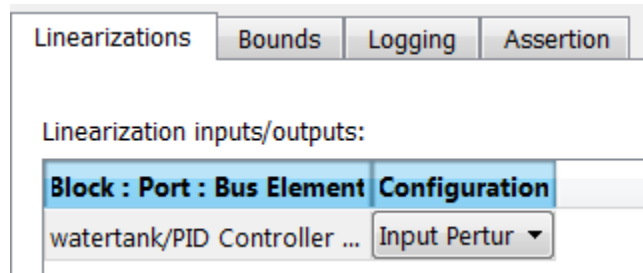 Linearizations Bounds Logging Assertion
Linearization inputs/outputs:
Block : Port : Bus Element Configuration
watertank/PID Controller ... Input Pertur